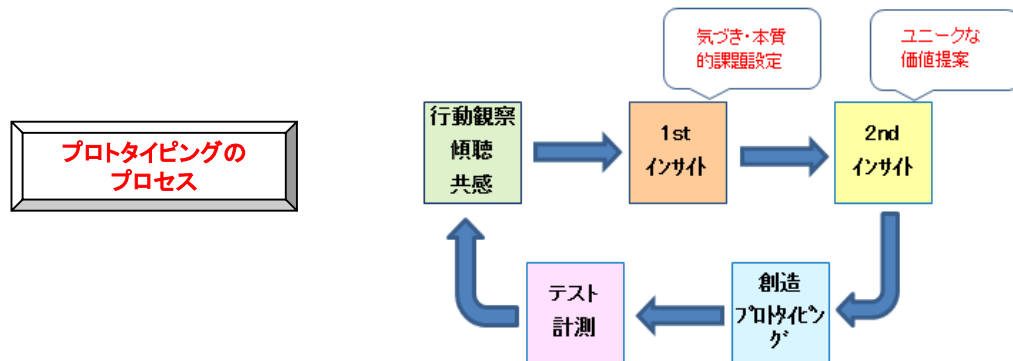 プロトタイピングの
プロセス
気づき・本質
的課題設定
ユニークな
価値提案
行動観察
傾聴
共感
1st
インサイト
2nd
インサイト
テスト
計測
創造
プロトタイピン
グ